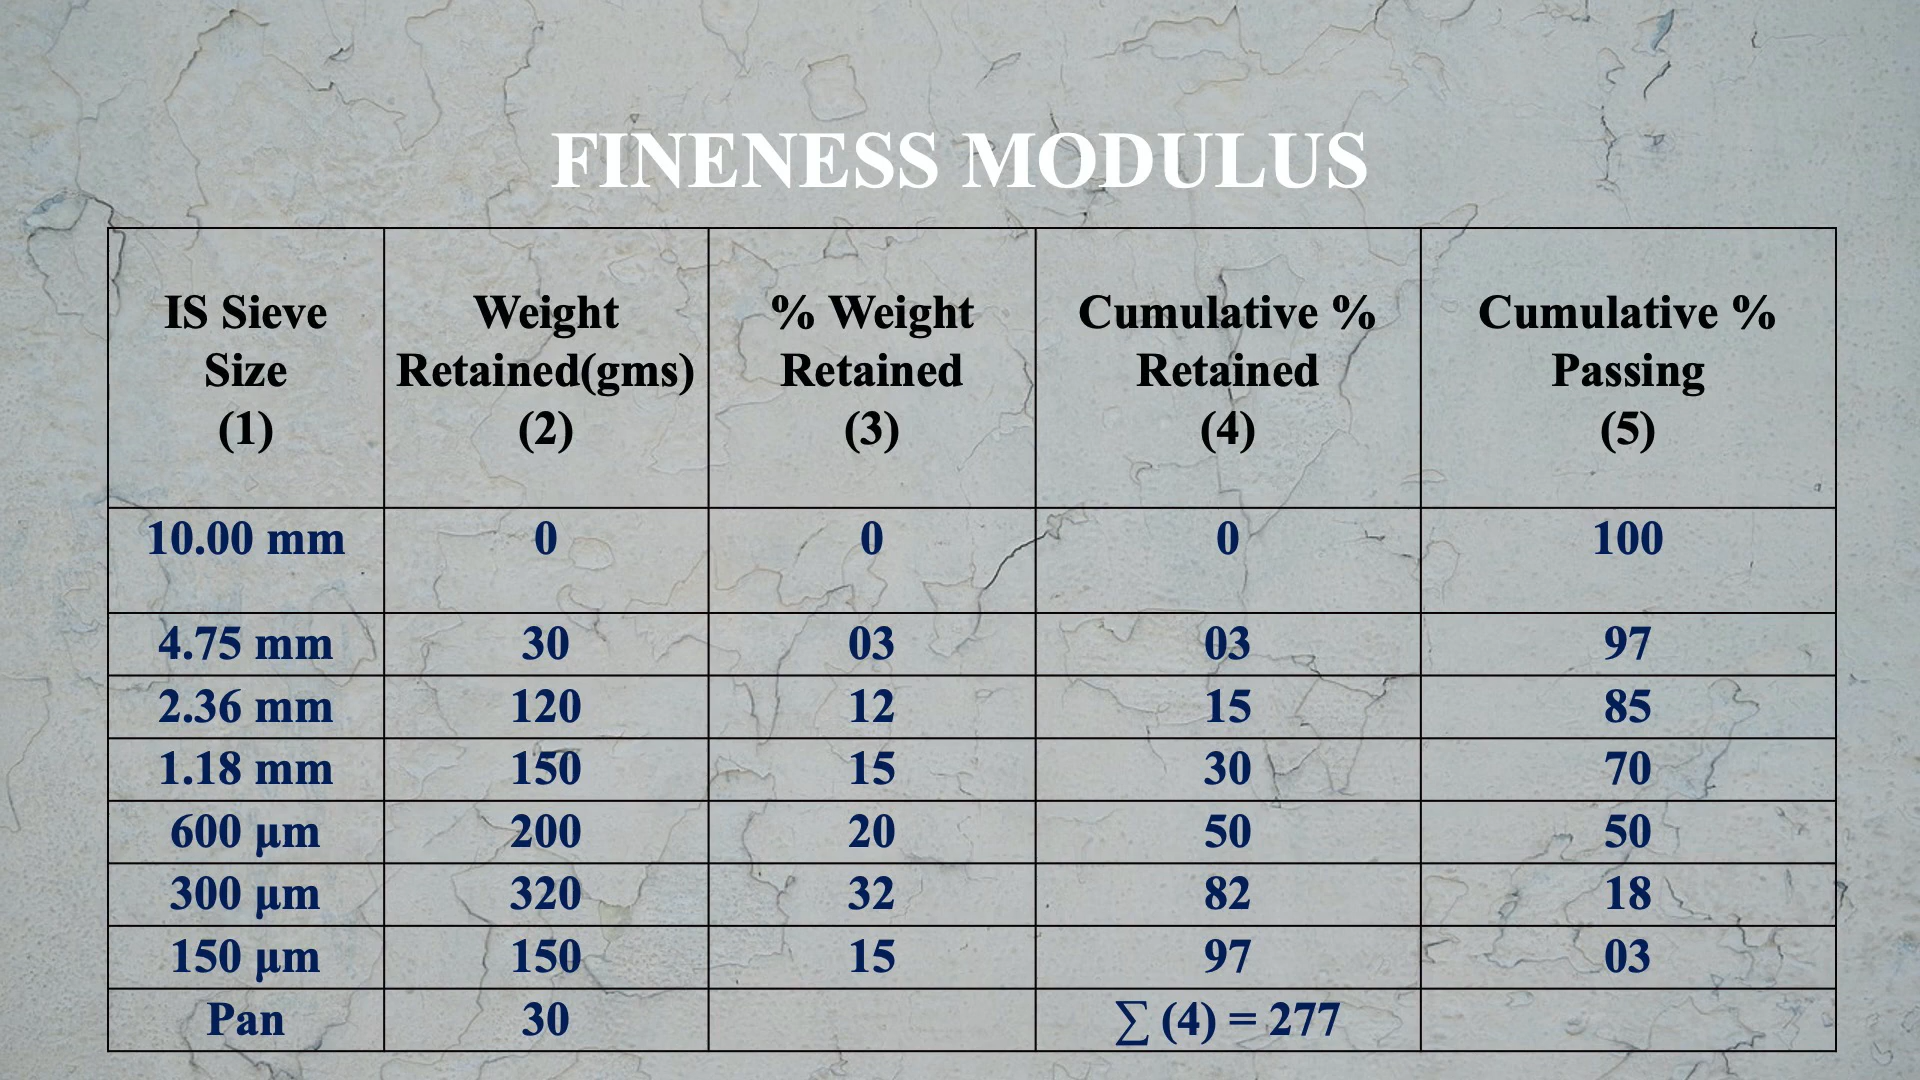 FINENESS MODULUS
IS Sieve Size (1) Weight Retained(gms) (2) % Weight Retained (3) Cumulative % Retained (4) Cumulative % Passing (5)
10.00 mm 0 0 0 100
4.75 mm 30 03 03 97
2.36 mm 120 12 15 85
1.18 mm 150 15 30 70
600 μm 200 20 50 50
300 μm 320 32 82 18
150 μm 150 15 97 03
Pan 30 ∑ (4) = 277